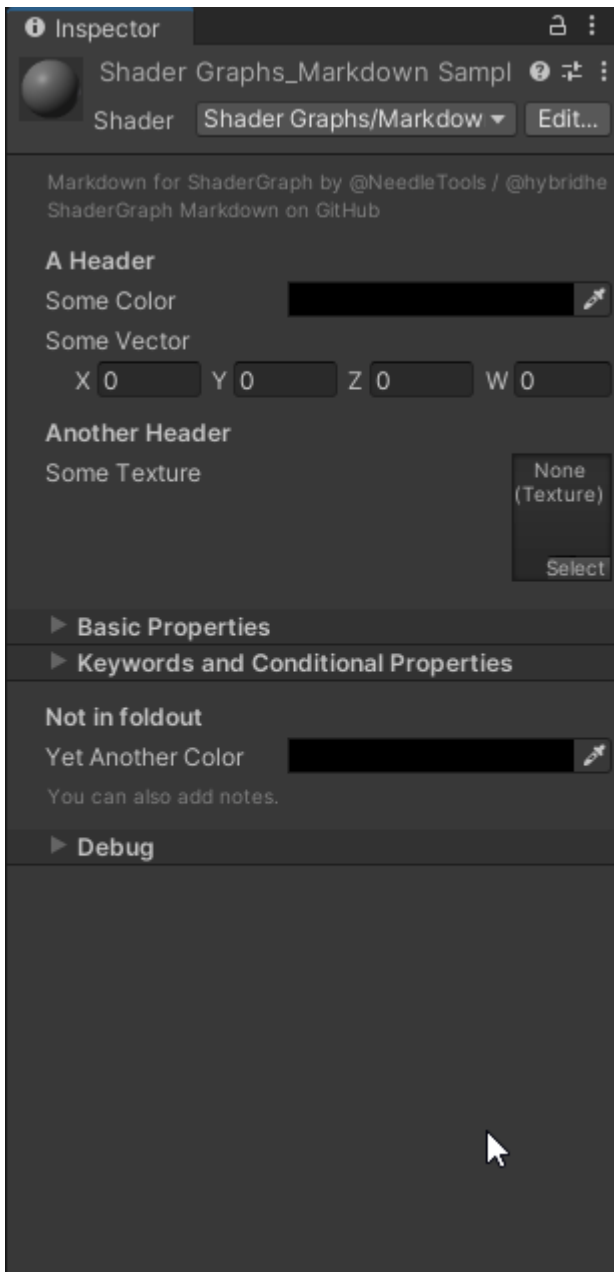 Inspector
Shader Graphs_Markdown Sampl
Shader Shader Graphs/Markdow Edit...
Markdown for ShaderGraph by @NeedleTools / @hybridhe
ShaderGraph Markdown on GitHub
A Header
Some Color
Some Vector
X 0 Y 0 Z 0 W 0
Another Header
Some Texture
None
(Texture)
Select
Basic Properties
Keywords and Conditional Properties
Not in foldout
Yet Another Color
You can also add notes.
Debug